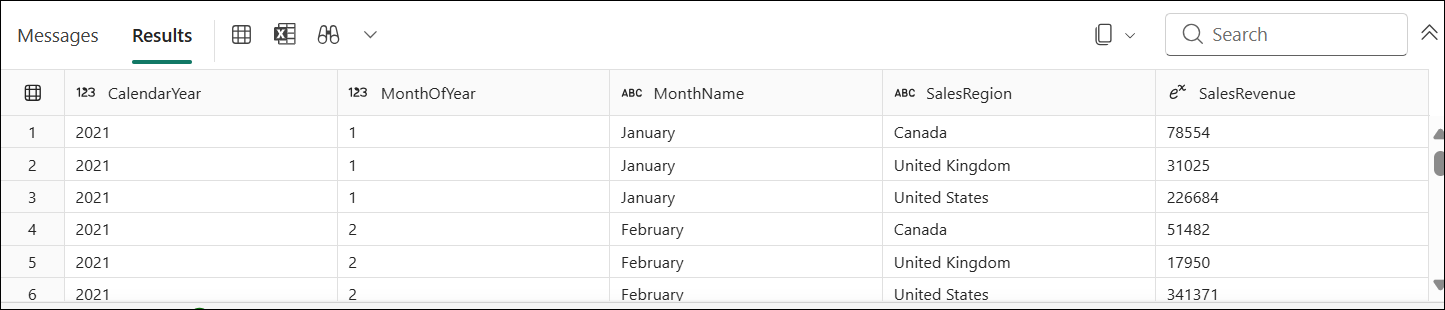 Messages Results Search
123 CalendarYear 123 MonthOfYear ABC MonthName ABC SalesRegion eˣ SalesRevenue
1 2021 1 January Canada 78554
2 2021 1 January United Kingdom 31025
3 2021 1 January United States 226684
4 2021 2 February Canada 51482
5 2021 2 February United Kingdom 17950
6 2021 2 February United States 341371